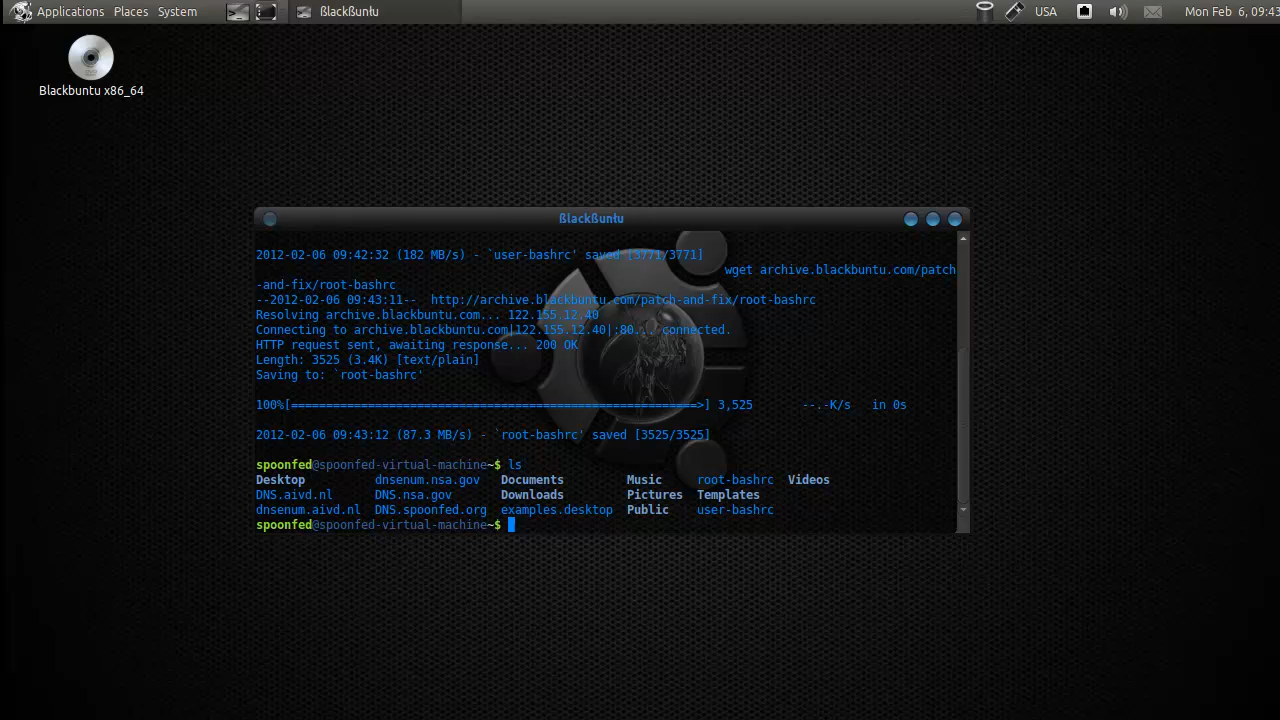 Applications Places System ßlackßunłu USA Mon Feb 6, 09:43
Blackbuntu x86_64
ßlackßunłu
2012-02-06 09:42:32 (182 MB/s) - `user-bashrc' saved [3771/3771]
wget archive.blackbuntu.com/patch
-and-fix/root-bashrc
--2012-02-06 09:43:11-- http://archive.blackbuntu.com/patch-and-fix/root-bashrc
Resolving archive.blackbuntu.com... 122.155.12.40
Connecting to archive.blackbuntu.com|122.155.12.40|:80... connected.
HTTP request sent, awaiting response... 200 OK
Length: 3525 (3.4K) [text/plain]
Saving to: `root-bashrc'
100%[==========================================================>] 3,525 --.-K/s in 0s
2012-02-06 09:43:12 (87.3 MB/s) - `root-bashrc' saved [3525/3525]
spoonfed@spoonfed-virtual-machine~$ ls
Desktop dnsenum.nsa.gov Documents Music root-bashrc Videos
DNS.aivd.nl DNS.nsa.gov Downloads Pictures Templates
dnsenum.aivd.nl DNS.spoonfed.org examples.desktop Public user-bashrc
spoonfed@spoonfed-virtual-machine~$